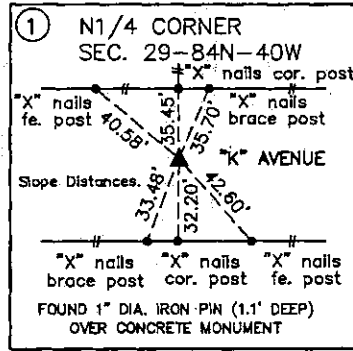 1 N1/4 CORNER
SEC. 29-84N-40W
"X" nails cor. post
"X" nails fe. post
"X" nails brace post
40.58'
35.45'
35.70'
"K" AVENUE
Slope Distances.
33.48'
32.20'
42.60'
"X" nails brace post
"X" nails cor. post
"X" nails fe. post
FOUND 1" DIA. IRON PIN (1.1' DEEP)
OVER CONCRETE MONUMENT